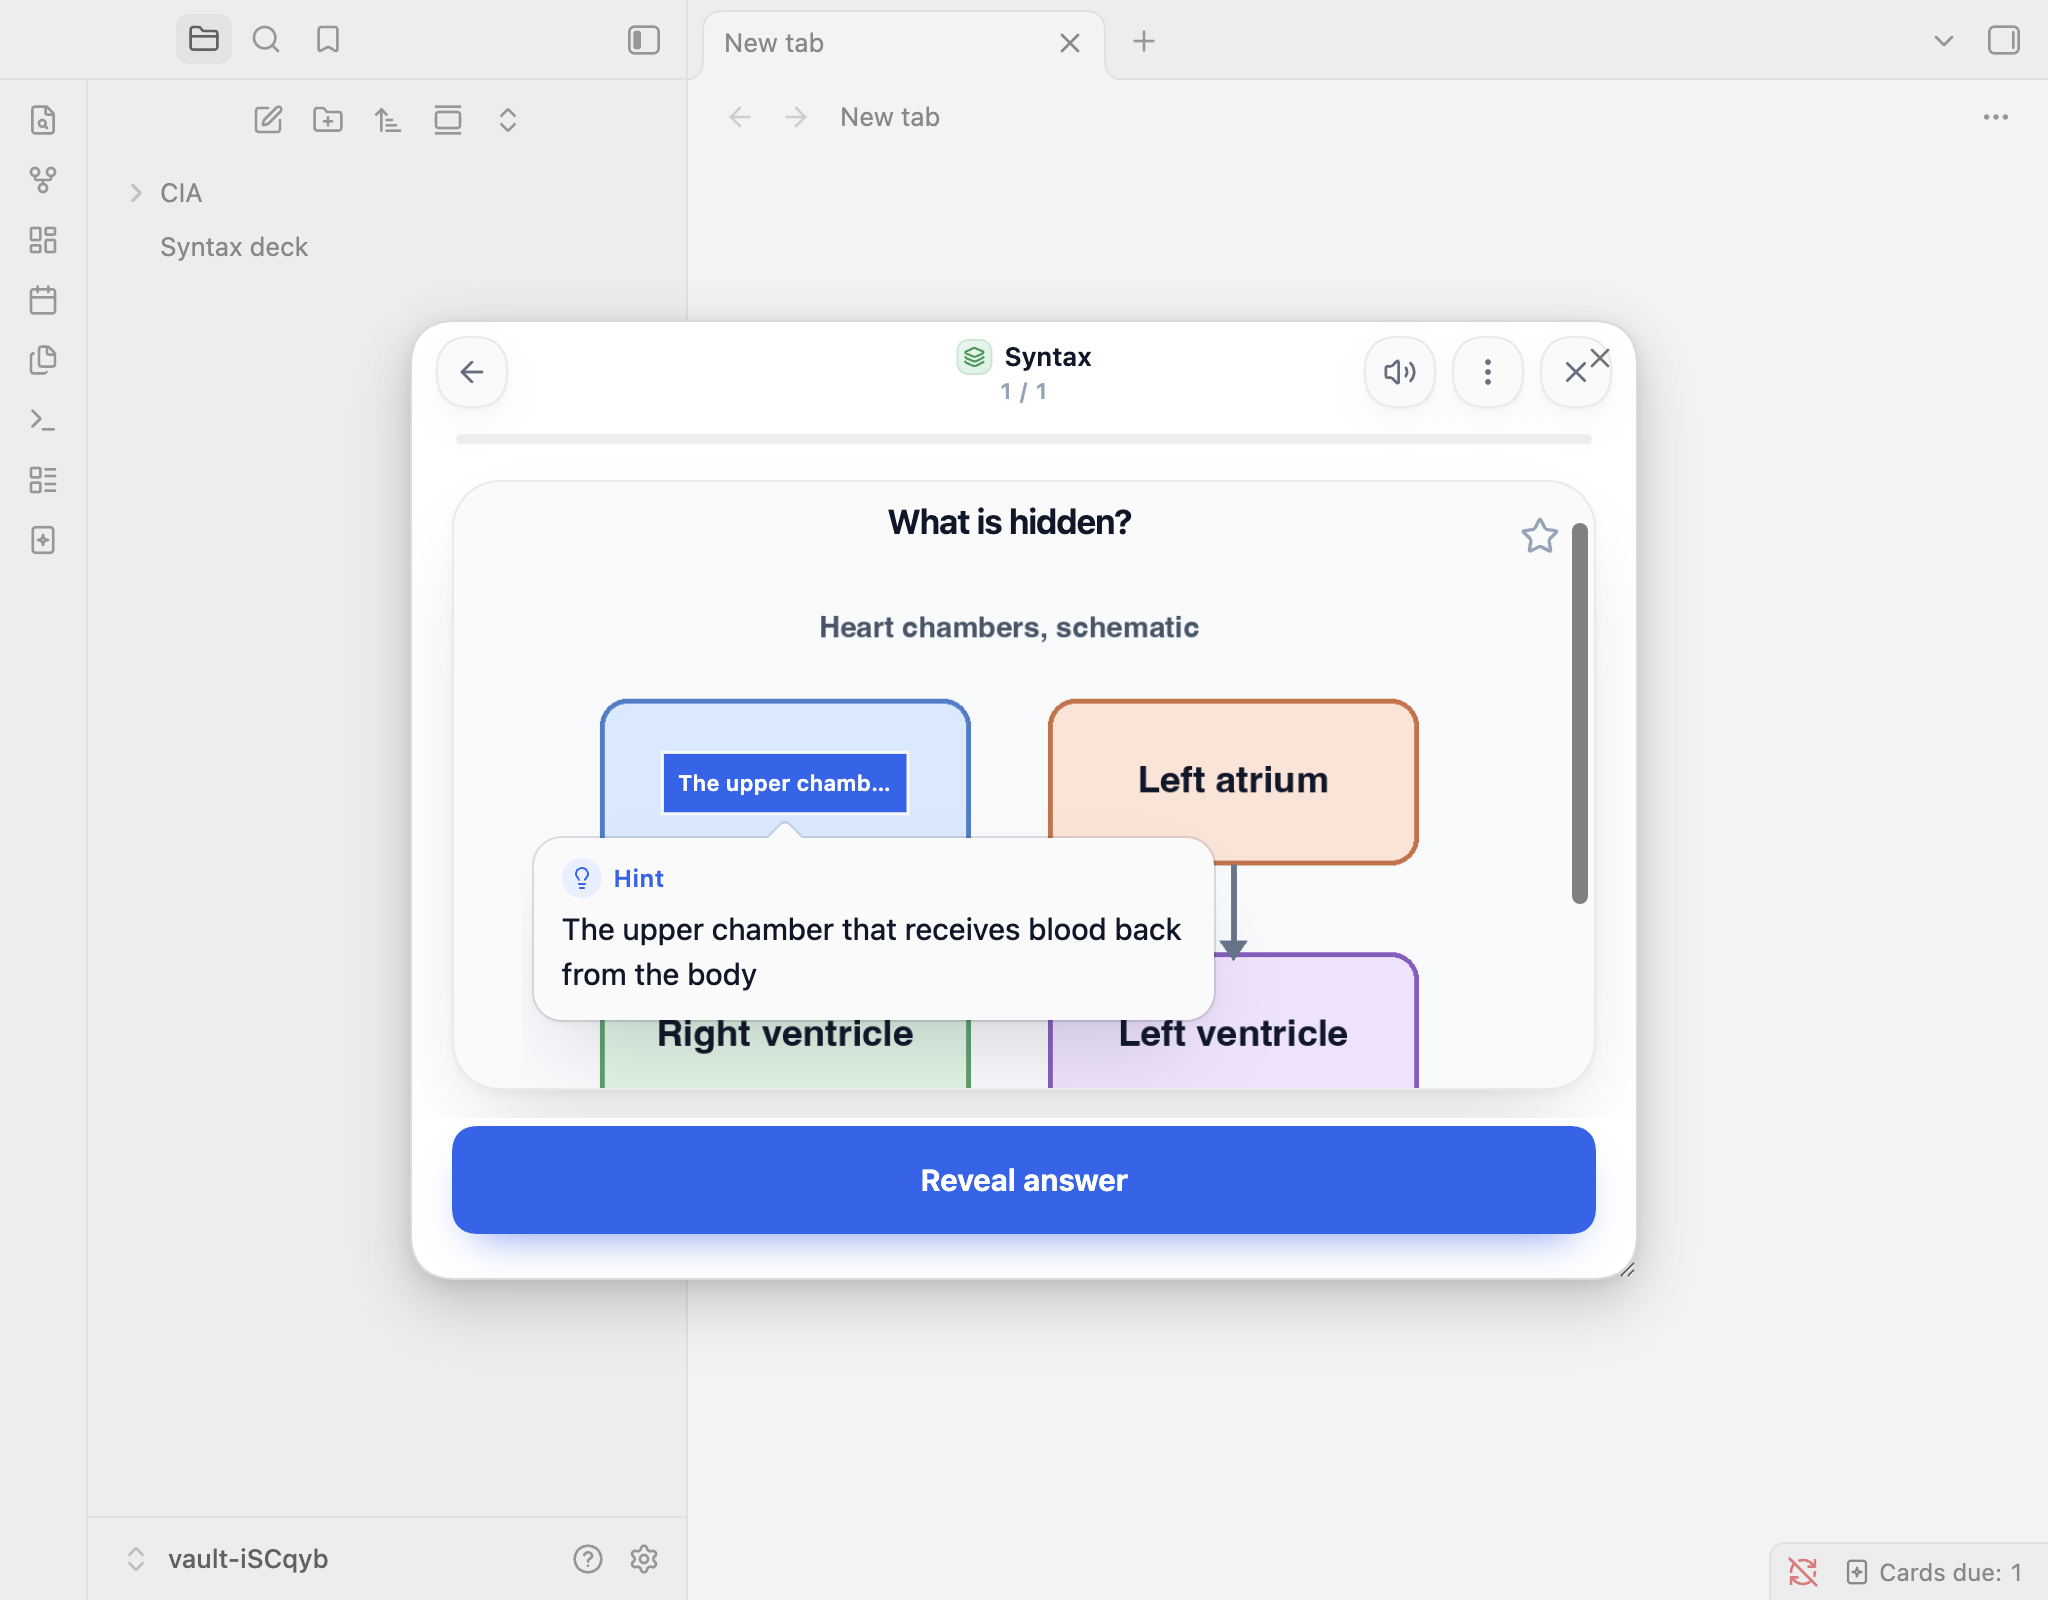 New tab
New tab
CIA
Syntax deck
Syntax
1 / 1
What is hidden?
Heart chambers, schematic
The upper chamb...
Left atrium
Hint
The upper chamber that receives blood back
from the body
Right ventricle
Left ventricle
Reveal answer
vault-iSCqyb
Cards due: 1